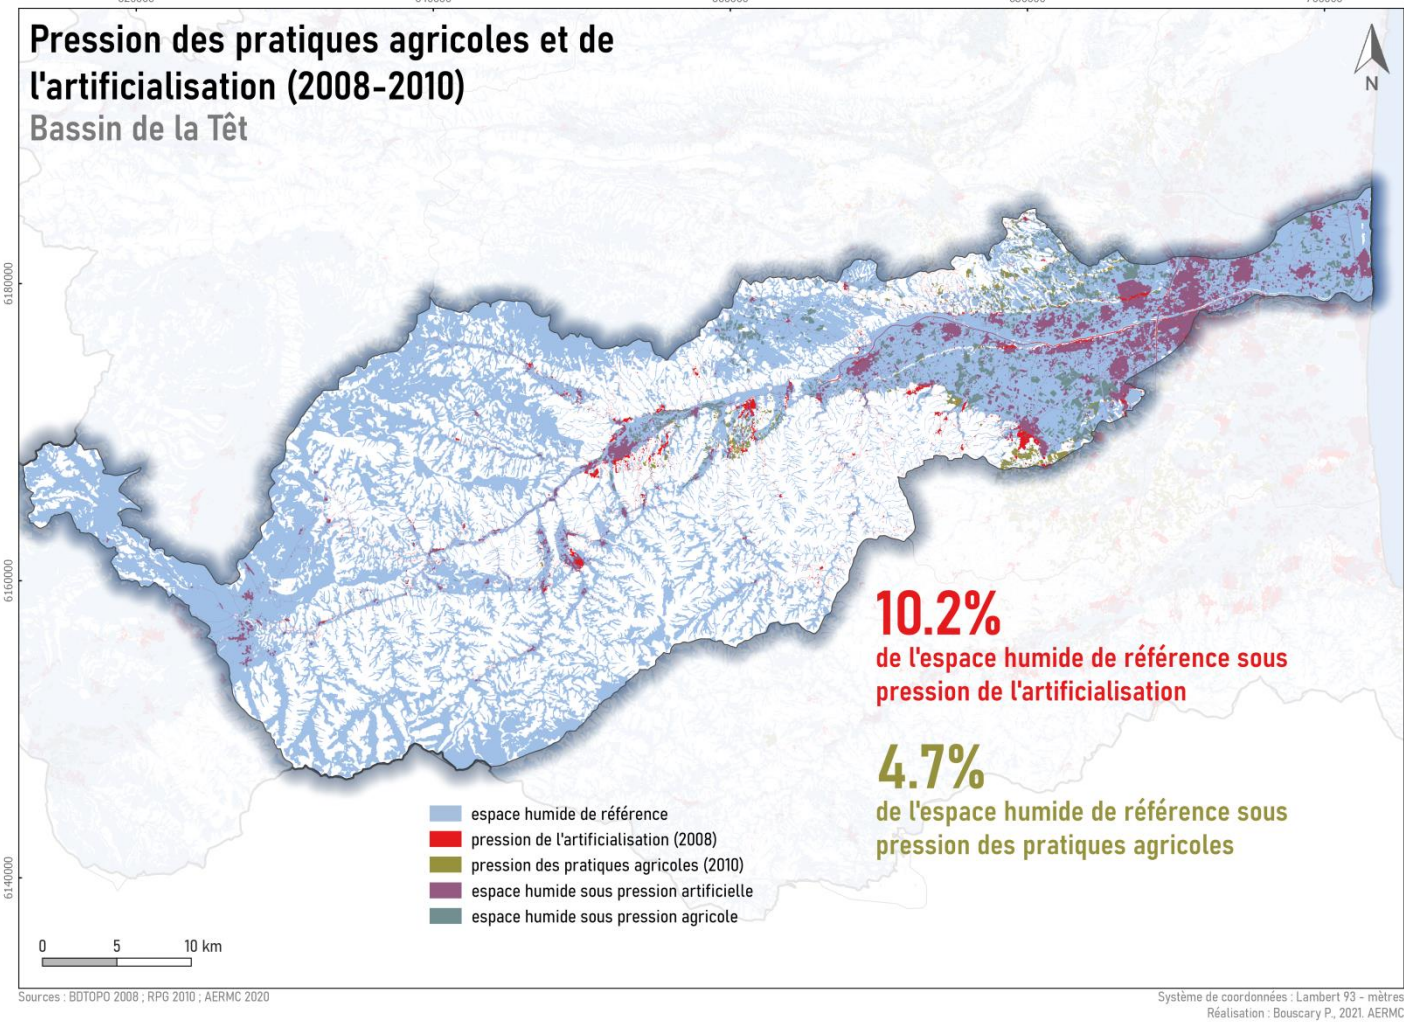 Pression des pratiques agricoles et de
l'artificialisation (2008-2010)
Bassin de la Têt
N
6180000
6160000
6140000
10.2%
de l'espace humide de référence sous
pression de l'artificialisation
4.7%
de l'espace humide de référence sous
pression des pratiques agricoles
espace humide de référence
pression de l'artificialisation (2008)
pression des pratiques agricoles (2010)
espace humide sous pression artificielle
espace humide sous pression agricole
0 5 10 km
Sources : BDTOPO 2008 ; RPG 2010 ; AERMC 2020
Système de coordonnées : Lambert 93 - mètres
Réalisation : Bouscary P., 2021. AERMC